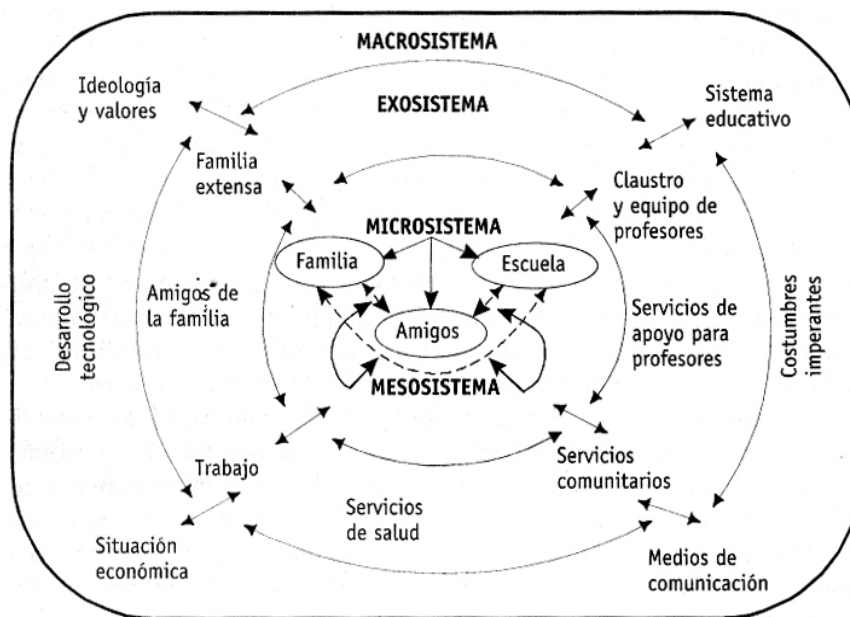 MACROSISTEMA
Ideología
y valores
EXOSISTEMA
Sistema
educativo
Familia
extensa
Claustro
y equipo de
profesores
MICROSISTEMA
Familia
Escuela
Amigos de
la familia
Amigos
Servicios de
apoyo para
profesores
Desarrollo
tecnológico
Costumbres
imperantes
MESOSISTEMA
Trabajo
Servicios
comunitarios
Servicios
de salud
Situación
económica
Medios de
comunicación